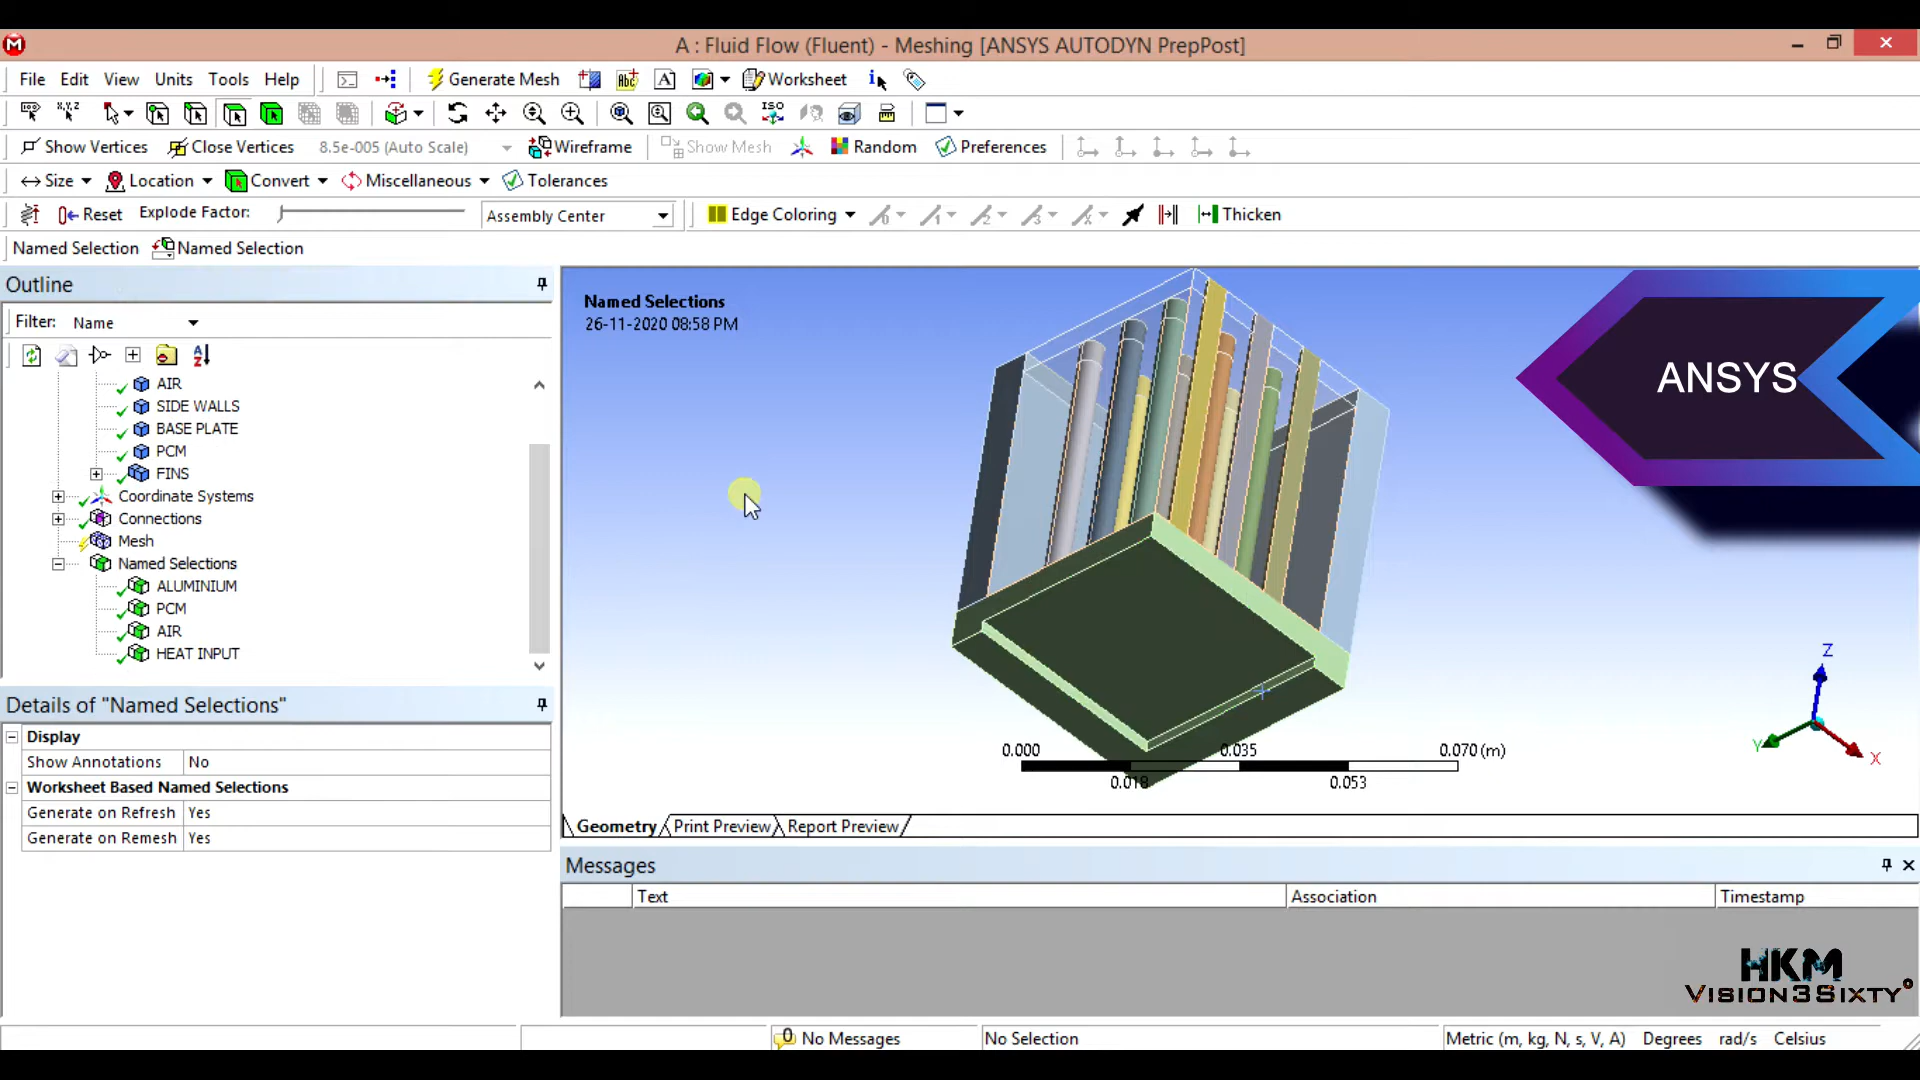 A : Fluid Flow (Fluent) - Meshing [ANSYS AUTODYN PrepPost]
File Edit View Units Tools Help Generate Mesh Worksheet
Show Vertices Close Vertices 8.5e-005 (Auto Scale) Wireframe Show Mesh Random Preferences
Size Location Convert Miscellaneous Tolerances
Reset Explode Factor: Assembly Center Edge Coloring Thicken
Named Selection Named Selection
Outline
Filter: Name
AIR
SIDE WALLS
BASE PLATE
PCM
FINS
Coordinate Systems
Connections
Mesh
Named Selections
ALUMINIUM
PCM
AIR
HEAT INPUT
Details of "Named Selections"
Display
Show Annotations No
Worksheet Based Named Selections
Generate on Refresh Yes
Generate on Remesh Yes
Named Selections
26-11-2020 08:58 PM
ANSYS
Z
Y
X
0.000 0.035 0.070 (m)
0.018 0.053
Geometry Print Preview Report Preview
Messages
Text Association Timestamp
HKM
VISION3SIXTY°
0 No Messages No Selection Metric (m, kg, N, s, V, A) Degrees rad/s Celsius